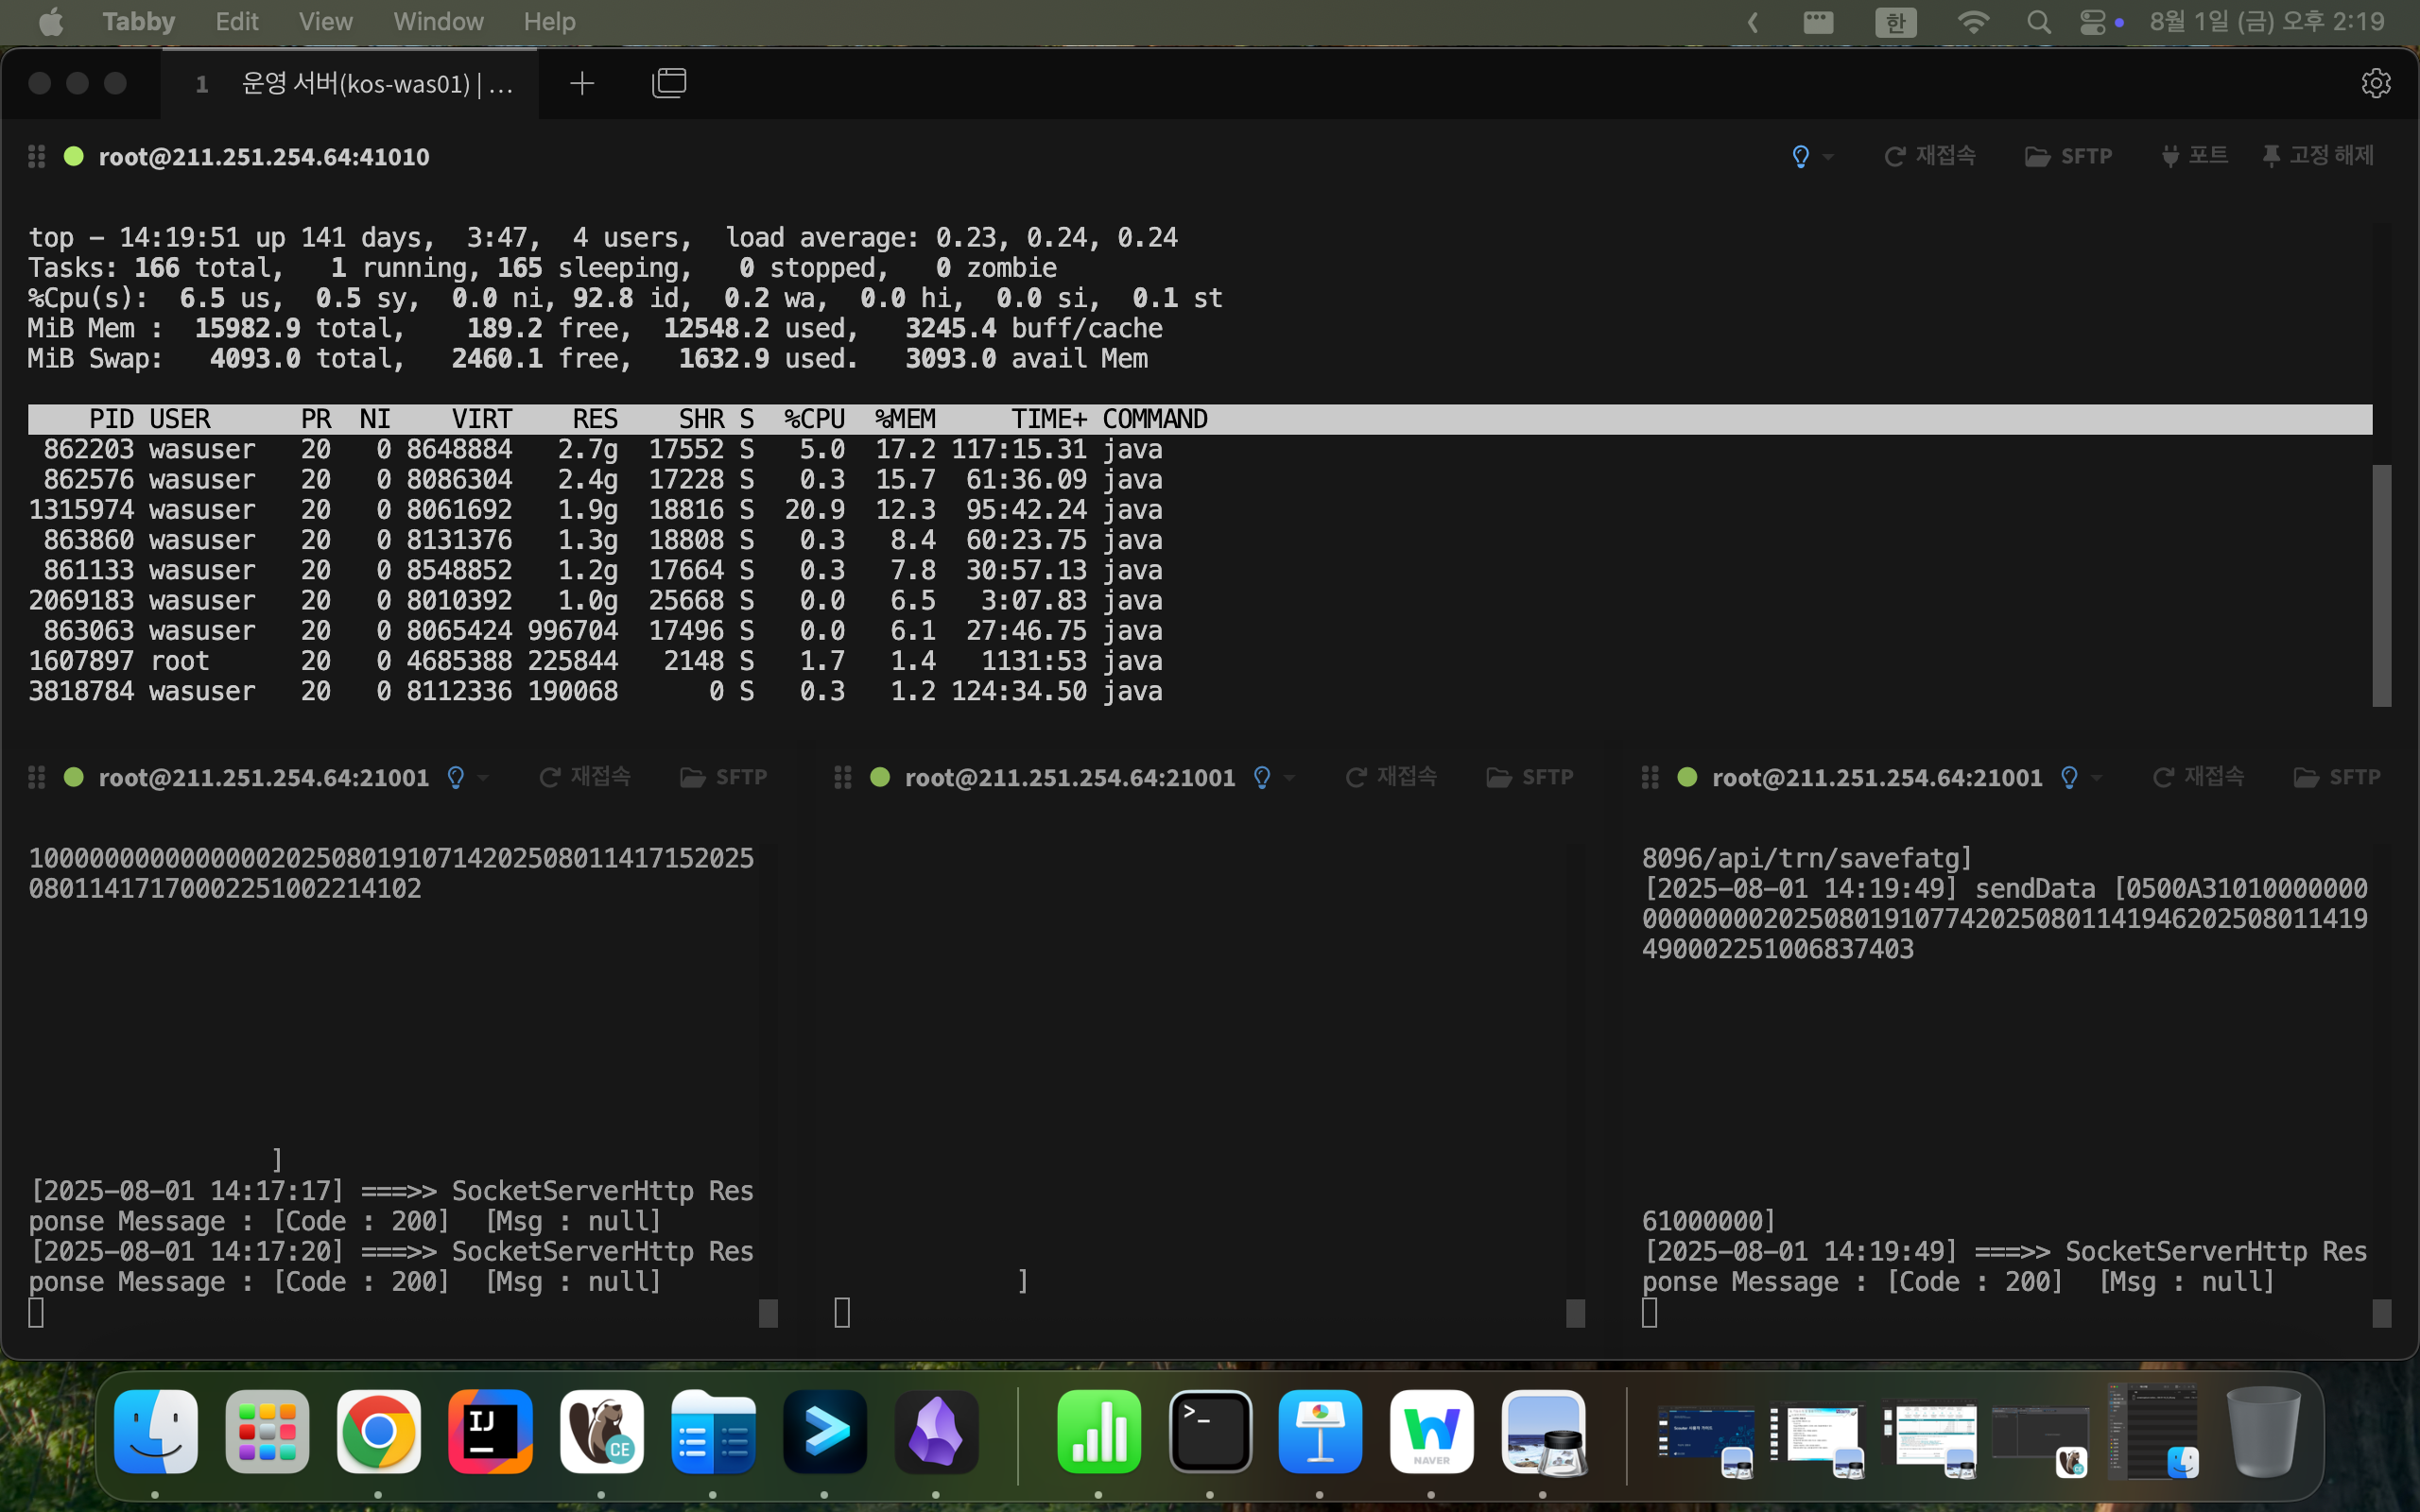 Tabby Edit View Window Help 한 8월 1일 (금) 오후 2:19
1 운영 서버(kos-was01) | …
root@211.251.254.64:41010 재접속 SFTP 포트 고정 해제
top - 14:19:51 up 141 days,  3:47,  4 users,  load average: 0.23, 0.24, 0.24
Tasks: 166 total,   1 running, 165 sleeping,   0 stopped,   0 zombie
%Cpu(s):  6.5 us,  0.5 sy,  0.0 ni, 92.8 id,  0.2 wa,  0.0 hi,  0.0 si,  0.1 st
MiB Mem :  15982.9 total,    189.2 free,  12548.2 used,   3245.4 buff/cache
MiB Swap:   4093.0 total,   2460.1 free,   1632.9 used.   3093.0 avail Mem
PID USER      PR  NI    VIRT    RES    SHR S  %CPU  %MEM     TIME+ COMMAND
862203 wasuser   20   0 8648884   2.7g  17552 S   5.0  17.2 117:15.31 java
862576 wasuser   20   0 8086304   2.4g  17228 S   0.3  15.7  61:36.09 java
1315974 wasuser   20   0 8061692   1.9g  18816 S  20.9  12.3  95:42.24 java
863860 wasuser   20   0 8131376   1.3g  18808 S   0.3   8.4  60:23.75 java
861133 wasuser   20   0 8548852   1.2g  17664 S   0.3   7.8  30:57.13 java
2069183 wasuser   20   0 8010392   1.0g  25668 S   0.0   6.5   3:07.83 java
863063 wasuser   20   0 8065424 996704  17496 S   0.0   6.1  27:46.75 java
1607897 root      20   0 4685388 225844   2148 S   1.7   1.4   1131:53 java
3818784 wasuser   20   0 8112336 190068      0 S   0.3   1.2 124:34.50 java
root@211.251.254.64:21001 재접속 SFTP
1000000000000000020250801910714202508011417152025
08011417170002251002214102
]
[2025-08-01 14:17:17] ===>> SocketServerHttp Res
ponse Message : [Code : 200]  [Msg : null]
[2025-08-01 14:17:20] ===>> SocketServerHttp Res
ponse Message : [Code : 200]  [Msg : null]
root@211.251.254.64:21001 재접속 SFTP
]
root@211.251.254.64:21001 재접속 SFTP
8096/api/trn/savefatg]
[2025-08-01 14:19:49] sendData [0500A31010000000
000000002025080191077420250801141946202508011419
490002251006837403
61000000]
[2025-08-01 14:19:49] ===>> SocketServerHttp Res
ponse Message : [Code : 200]  [Msg : null]
IJ
CE
>_
NAVER